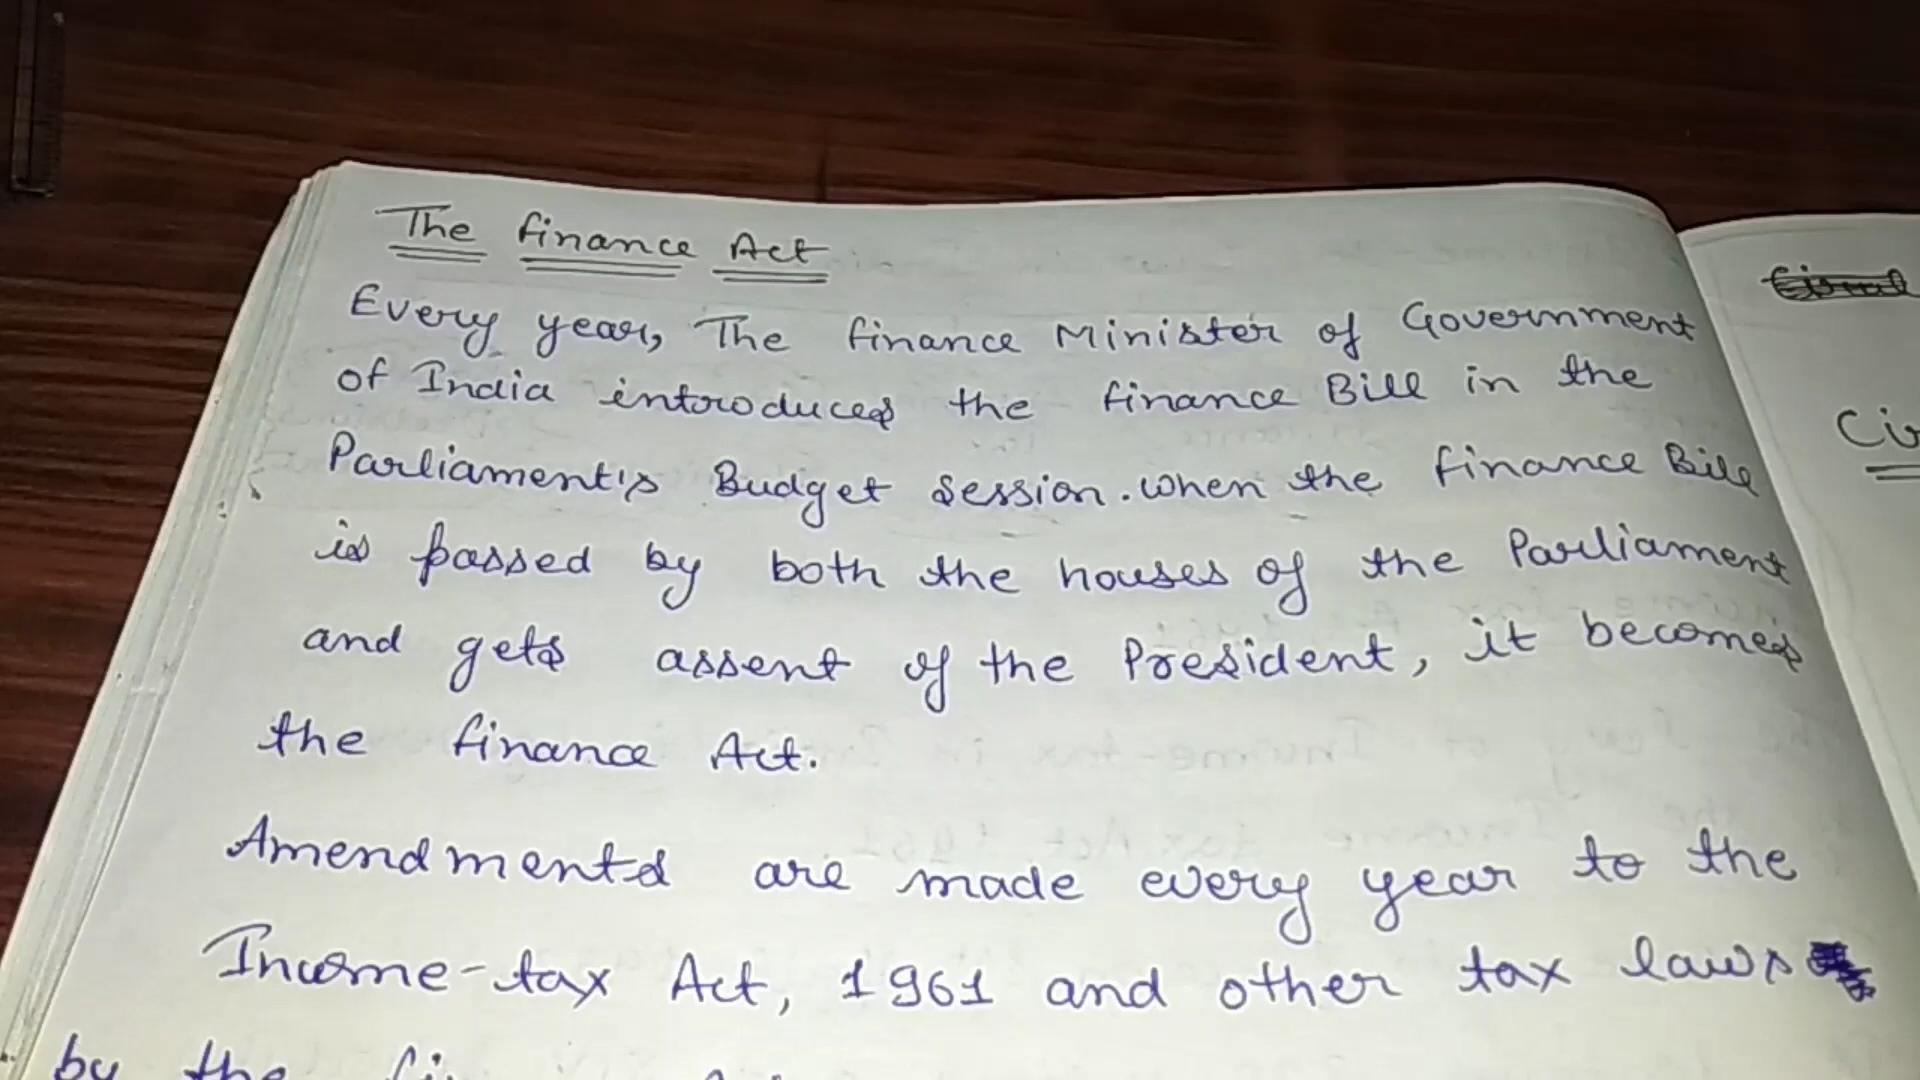 The finance Act
Every year, The finance Minister of Government
of India introduces the finance Bill in the
Parliament's Budget session. when the finance Bill
is passed by both the houses of the Parliament
and gets assent of the President, it becomes
the finance Act.
Amendments are made every year to the
Income-tax Act, 1961 and other tax laws
by the